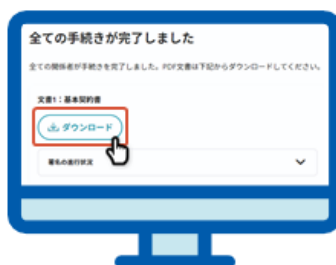 全ての手続きが完了しました
全ての関係者が手続きを完了しました。PDF文書は下記からダウンロードしてください。
文書1：基本契約書
ダウンロード
署名の進行状況